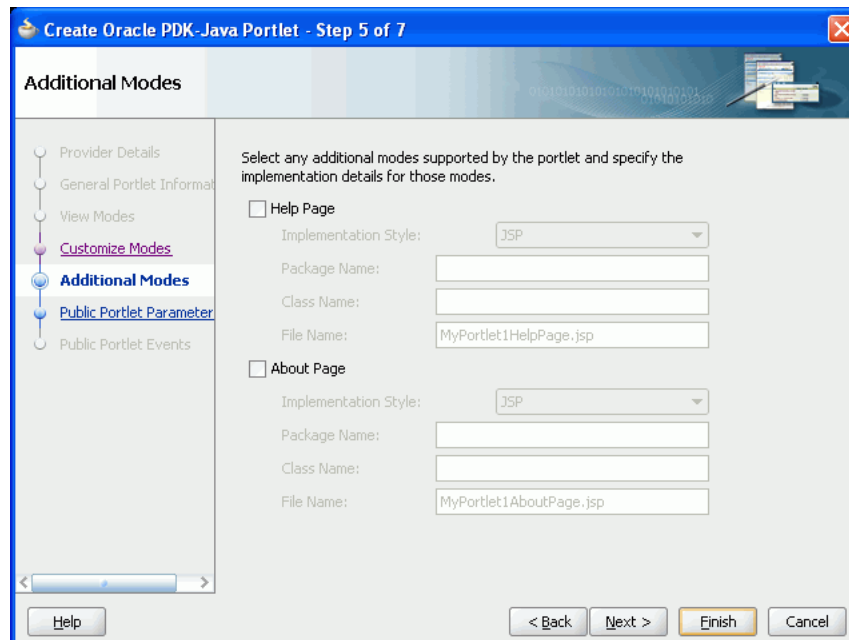 Create Oracle PDK-Java Portlet - Step 5 of 7
Additional Modes
Provider Details
General Portlet Informat
View Modes
Customize Modes
Additional Modes
Public Portlet Parameter
Public Portlet Events
Select any additional modes supported by the portlet and specify the
implementation details for those modes.
Help Page
Implementation Style: JSP
Package Name:
Class Name:
File Name: MyPortlet1HelpPage.jsp
About Page
Implementation Style: JSP
Package Name:
Class Name:
File Name: MyPortlet1AboutPage.jsp
Help < Back Next > Finish Cancel